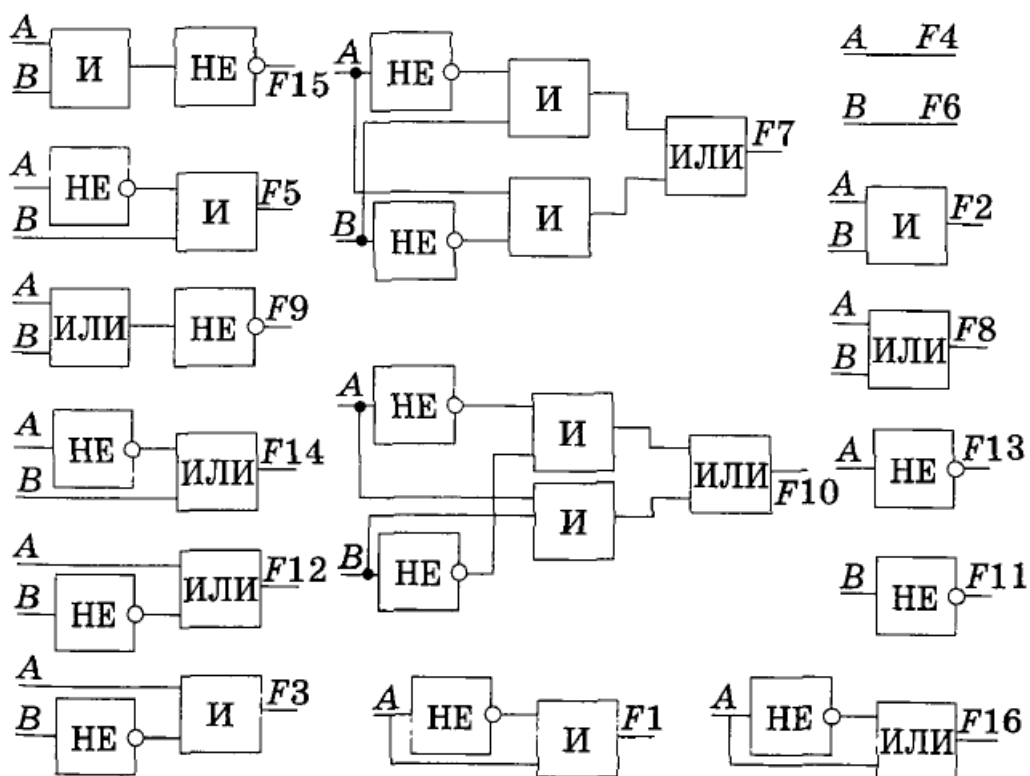 A И НЕ F15
B
A НЕ И F5
B
A ИЛИ НЕ F9
B
A НЕ ИЛИ F14
B
A ИЛИ F12
B НЕ
A И F3
B НЕ
A НЕ И ИЛИ F7
B НЕ И
A НЕ И ИЛИ F10
B НЕ И
A НЕ И F1
A F4
B F6
A И F2
B
A ИЛИ F8
B
A НЕ F13
B НЕ F11
A НЕ ИЛИ F16